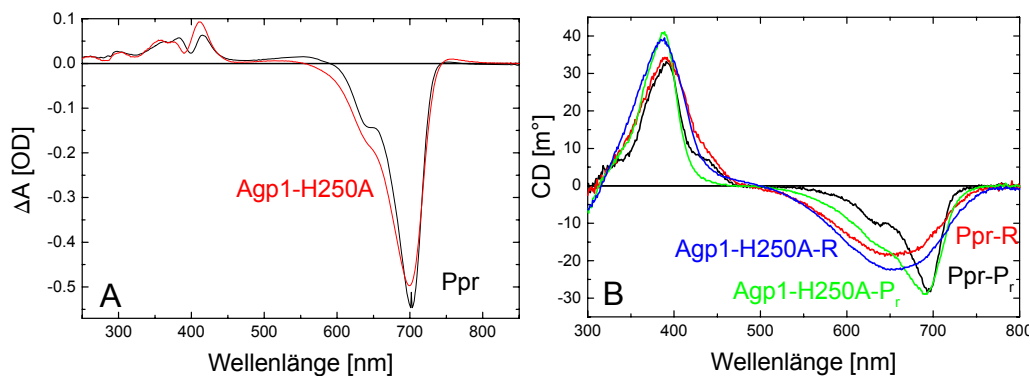 0.1
0.0
-0.1
-0.2
-0.3
-0.4
-0.5
ΔA [OD]
Agp1-H250A
Ppr
A
300 400 500 600 700 800
Wellenlänge [nm]
40
30
20
10
0
-10
-20
-30
CD [m°]
Agp1-H250A-R
Ppr-R
Ppr-Pr
Agp1-H250A-Pr
B
300 400 500 600 700 800
Wellenlänge [nm]